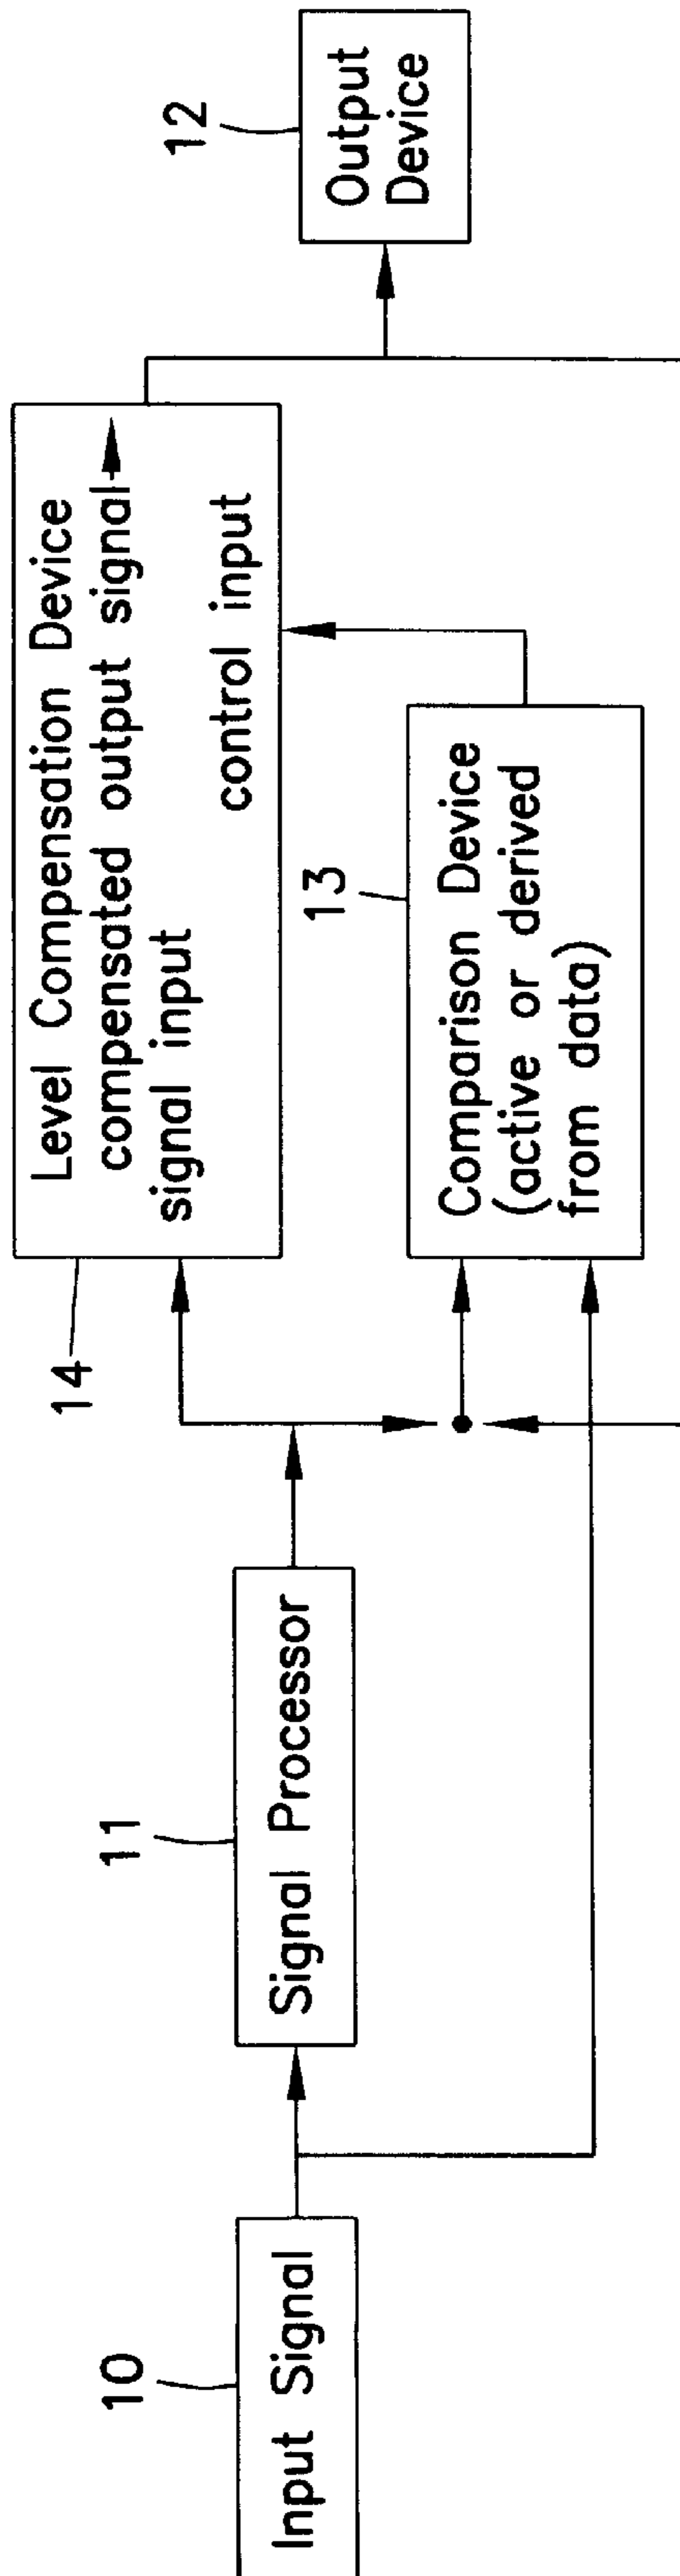 10
Input Signal
11
Signal Processor
14
Level Compensation Device
compensated output signal
signal input
control input
13
Comparison Device
(active or derived
from data)
12
Output
Device